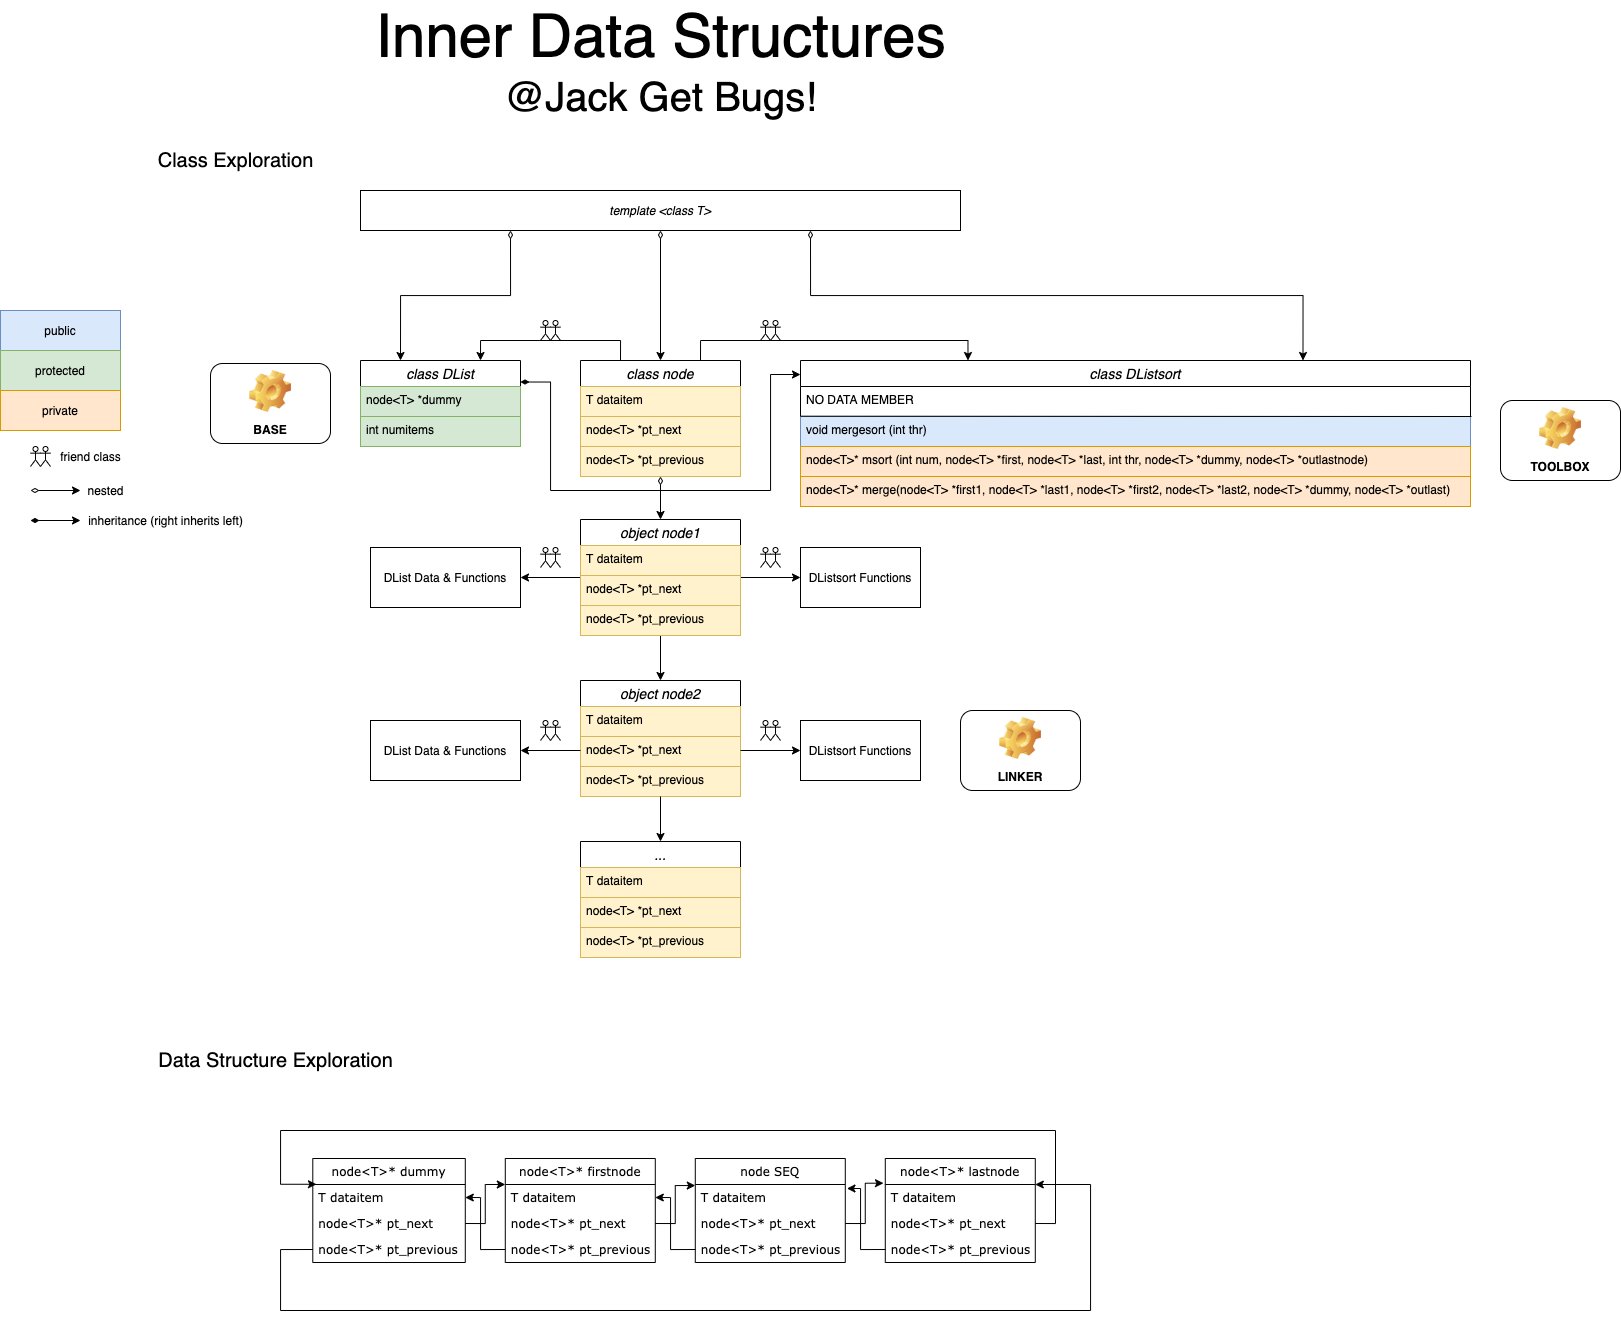 Inner Data Structures
@Jack Get Bugs!
Class Exploration
template <class T>
public
protected
private
friend class
nested
inheritance (right inherits left)
BASE
class DList
node<T> *dummy
int numitems
class node
T dataitem
node<T> *pt_next
node<T> *pt_previous
class DListsort
NO DATA MEMBER
void mergesort (int thr)
node<T>* msort (int num, node<T> *first, node<T> *last, int thr, node<T> *dummy, node<T> *outlastnode)
node<T>* merge(node<T> *first1, node<T> *last1, node<T> *first2, node<T> *last2, node<T> *dummy, node<T> *outlast)
TOOLBOX
object node1
T dataitem
node<T> *pt_next
node<T> *pt_previous
DList Data & Functions
DListsort Functions
object node2
T dataitem
node<T> *pt_next
node<T> *pt_previous
DList Data & Functions
DListsort Functions
LINKER
...
T dataitem
node<T> *pt_next
node<T> *pt_previous
Data Structure Exploration
node<T>* dummy
T dataitem
node<T>* pt_next
node<T>* pt_previous
node<T>* firstnode
T dataitem
node<T>* pt_next
node<T>* pt_previous
node SEQ
T dataitem
node<T>* pt_next
node<T>* pt_previous
node<T>* lastnode
T dataitem
node<T>* pt_next
node<T>* pt_previous